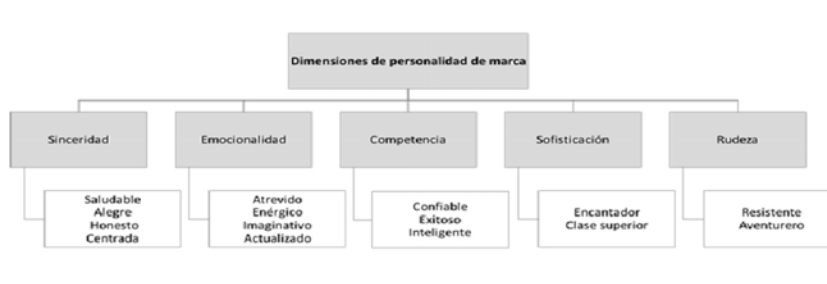 Dimensiones de personalidad de marca
Sinceridad
Emocionalidad
Competencia
Sofisticación
Rudeza
Saludable
Alegre
Honesto
Centrada
Atrevido
Enérgico
Imaginativo
Actualizado
Confiable
Exitoso
Inteligente
Encantador
Clase superior
Resistente
Aventurero